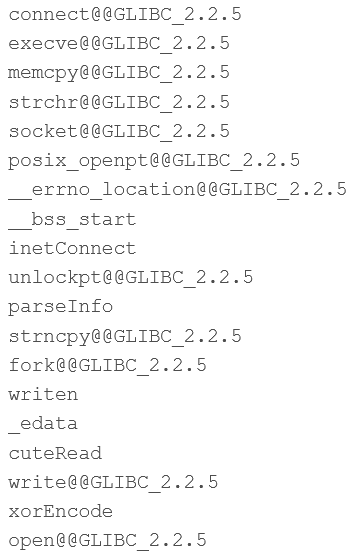 connect@@GLIBC_2.2.5
execve@@GLIBC_2.2.5
memcpy@@GLIBC_2.2.5
strchr@@GLIBC_2.2.5
socket@@GLIBC_2.2.5
posix_openpt@@GLIBC_2.2.5
__errno_location@@GLIBC_2.2.5
__bss_start
inetConnect
unlockpt@@GLIBC_2.2.5
parseInfo
strncpy@@GLIBC_2.2.5
fork@@GLIBC_2.2.5
writen
_edata
cuteRead
write@@GLIBC_2.2.5
xorEncode
open@@GLIBC_2.2.5